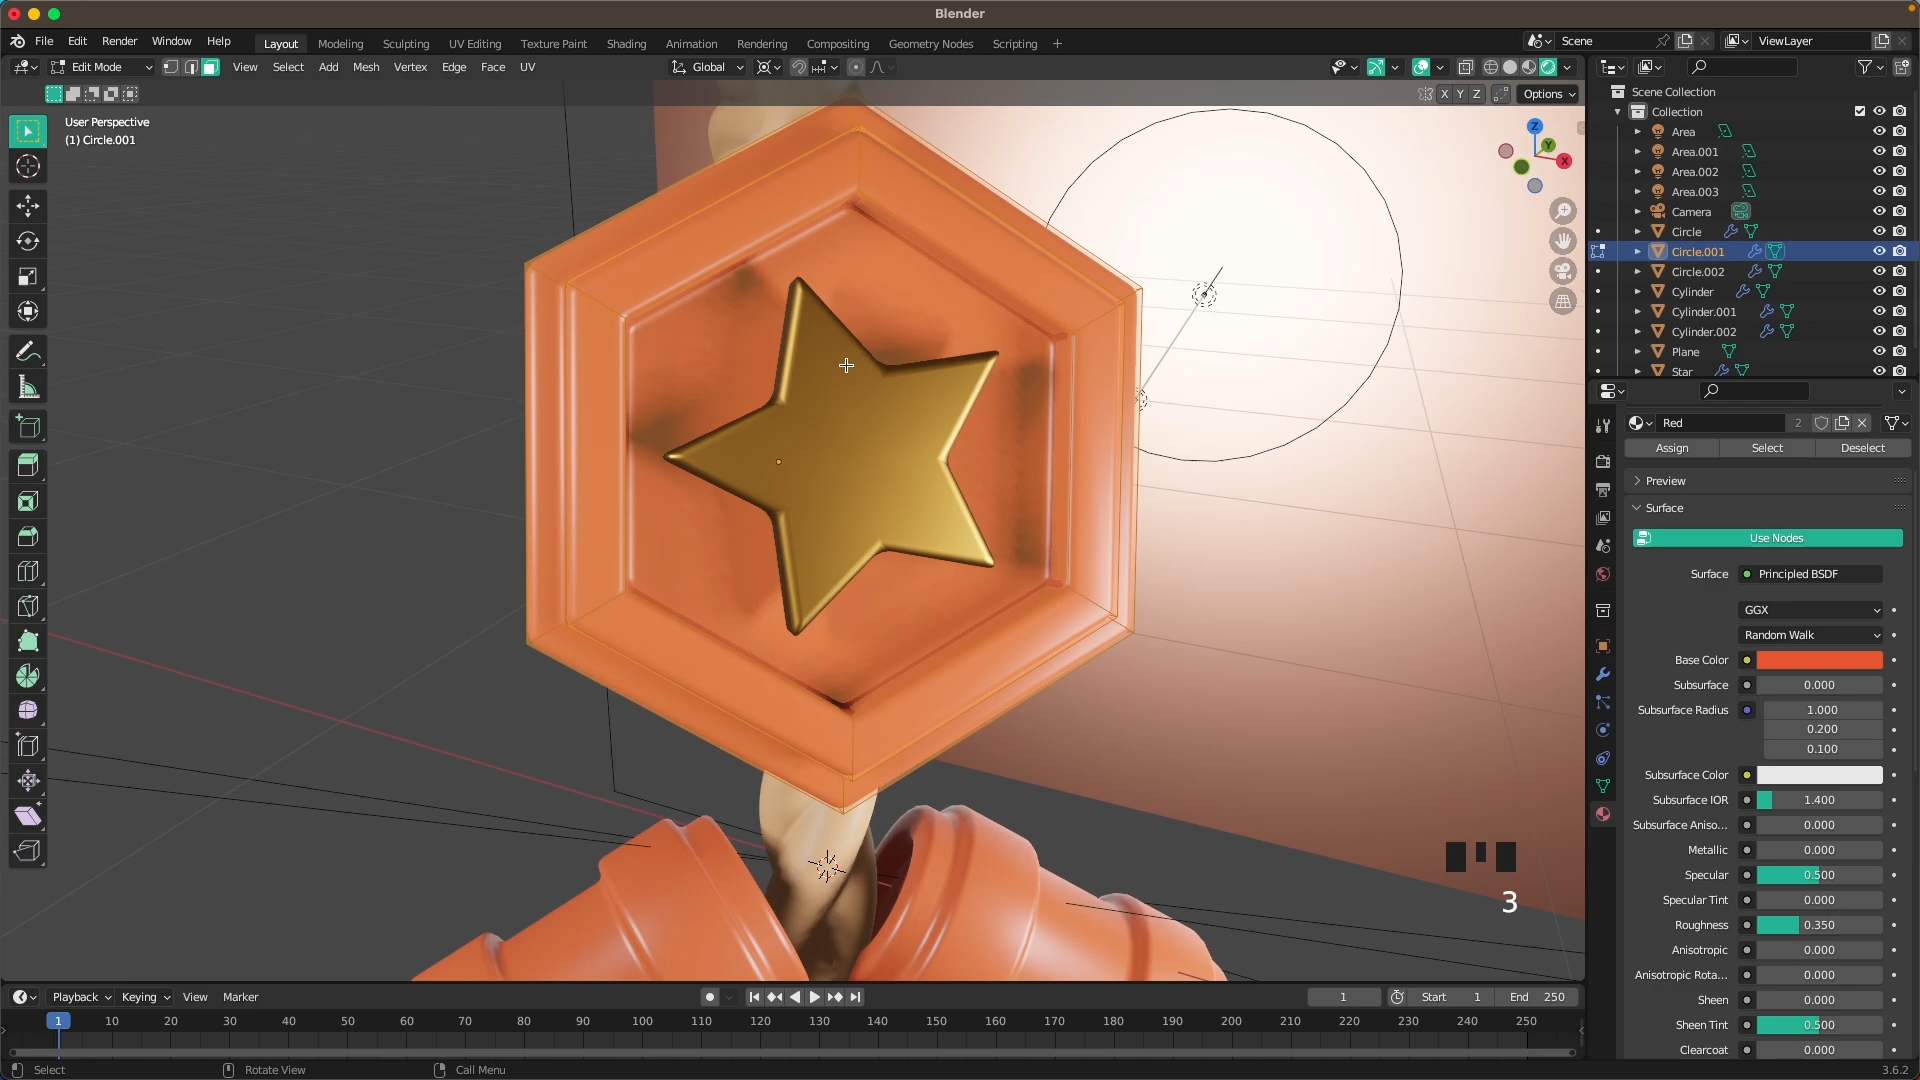 Blender
File Edit Render Window Help Layout Modeling Sculpting UV Editing Texture Paint Shading Animation Rendering Compositing Geometry Nodes Scripting + Scene ViewLayer
Edit Mode View Select Add Mesh Vertex Edge Face UV Global
X Y Z Options
User Perspective
(1) Circle.001
Z
Y
X
Scene Collection
Collection
Area
Area.001
Area.002
Area.003
Camera
Circle
Circle.001
Circle.002
Cylinder
Cylinder.001
Cylinder.002
Plane
Star
Red 2
Assign Select Deselect
Preview
Surface
Use Nodes
Surface Principled BSDF
GGX
Random Walk
Base Color
Subsurface 0.000
Subsurface Radius 1.000
0.200
0.100
Subsurface Color
Subsurface IOR 1.400
Subsurface Aniso... 0.000
Metallic 0.000
Specular 0.500
Specular Tint 0.000
Roughness 0.350
Anisotropic 0.000
Anisotropic Rota... 0.000
Sheen 0.000
Sheen Tint 0.500
Clearcoat 0.000
3
Playback Keying View Marker 1 Start 1 End 250
1 10 20 30 40 50 60 70 80 90 100 110 120 130 140 150 160 170 180 190 200 210 220 230 240 250
Select Rotate View Call Menu 3.6.2